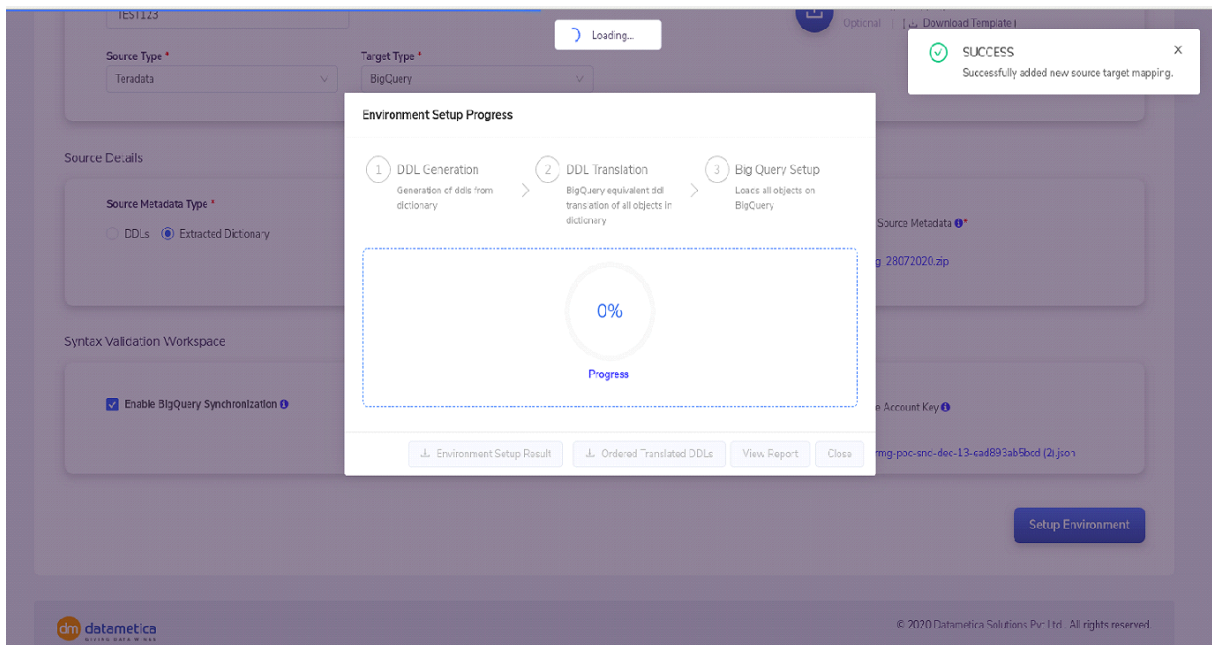 TEST123
Optional
Download Template
Loading...
SUCCESS
Successfully added new source target mapping.
Source Type *
Target Type *
Teradata
BigQuery
Environment Setup Progress
1 DDL Generation
Generation of ddls from
dictionary
2 DDL Translation
BigQuery equivalent ddl
translation of all objects in
dictionary
3 Big Query Setup
Loads all objects on
BigQuery
Source Details
Source Metadata Type *
DDLs
Extracted Dictionary
Source Metadata *
28072020.zip
0%
Progress
Syntax Validation Workspace
Enable BigQuery Synchronization
Account Key
Environment Setup Result
Ordered Translated DDLs
View Report
Close
Setup Environment
dm datametica
© 2020 Datametica Solutions Pvt Ltd. All rights reserved